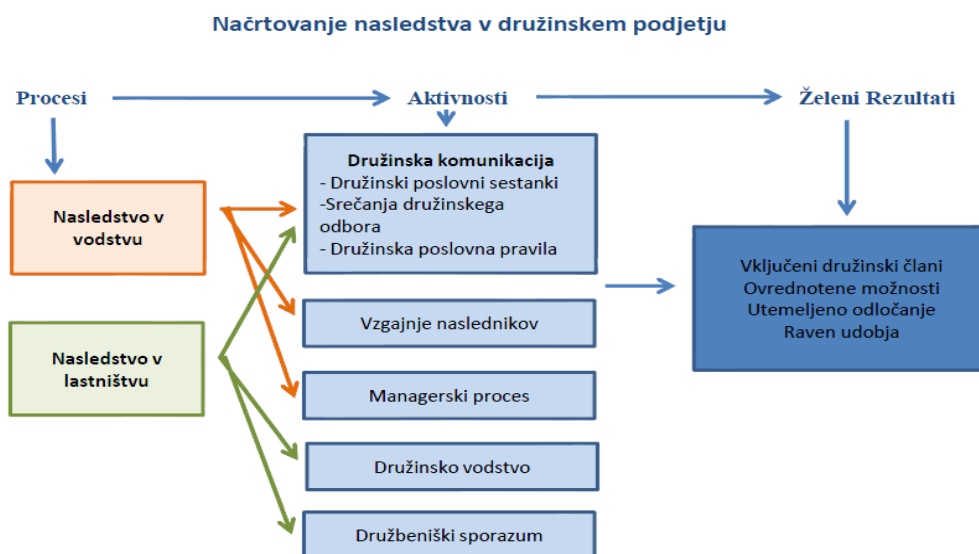 Načrtovanje nasledstva v družinskem podjetju
Procesi
Aktivnosti
Želeni Rezultati
Nasledstvo v
vodstvu
Nasledstvo v
lastništvu
Družinska komunikacija
- Družinski poslovni sestanki
-Srečanja družinskega
odbora
- Družinska poslovna pravila
Vzgajnje naslednikov
Managerski proces
Družinsko vodstvo
Družbeniški sporazum
Vključeni družinski člani
Ovrednotene možnosti
Utemeljeno odločanje
Raven udobja